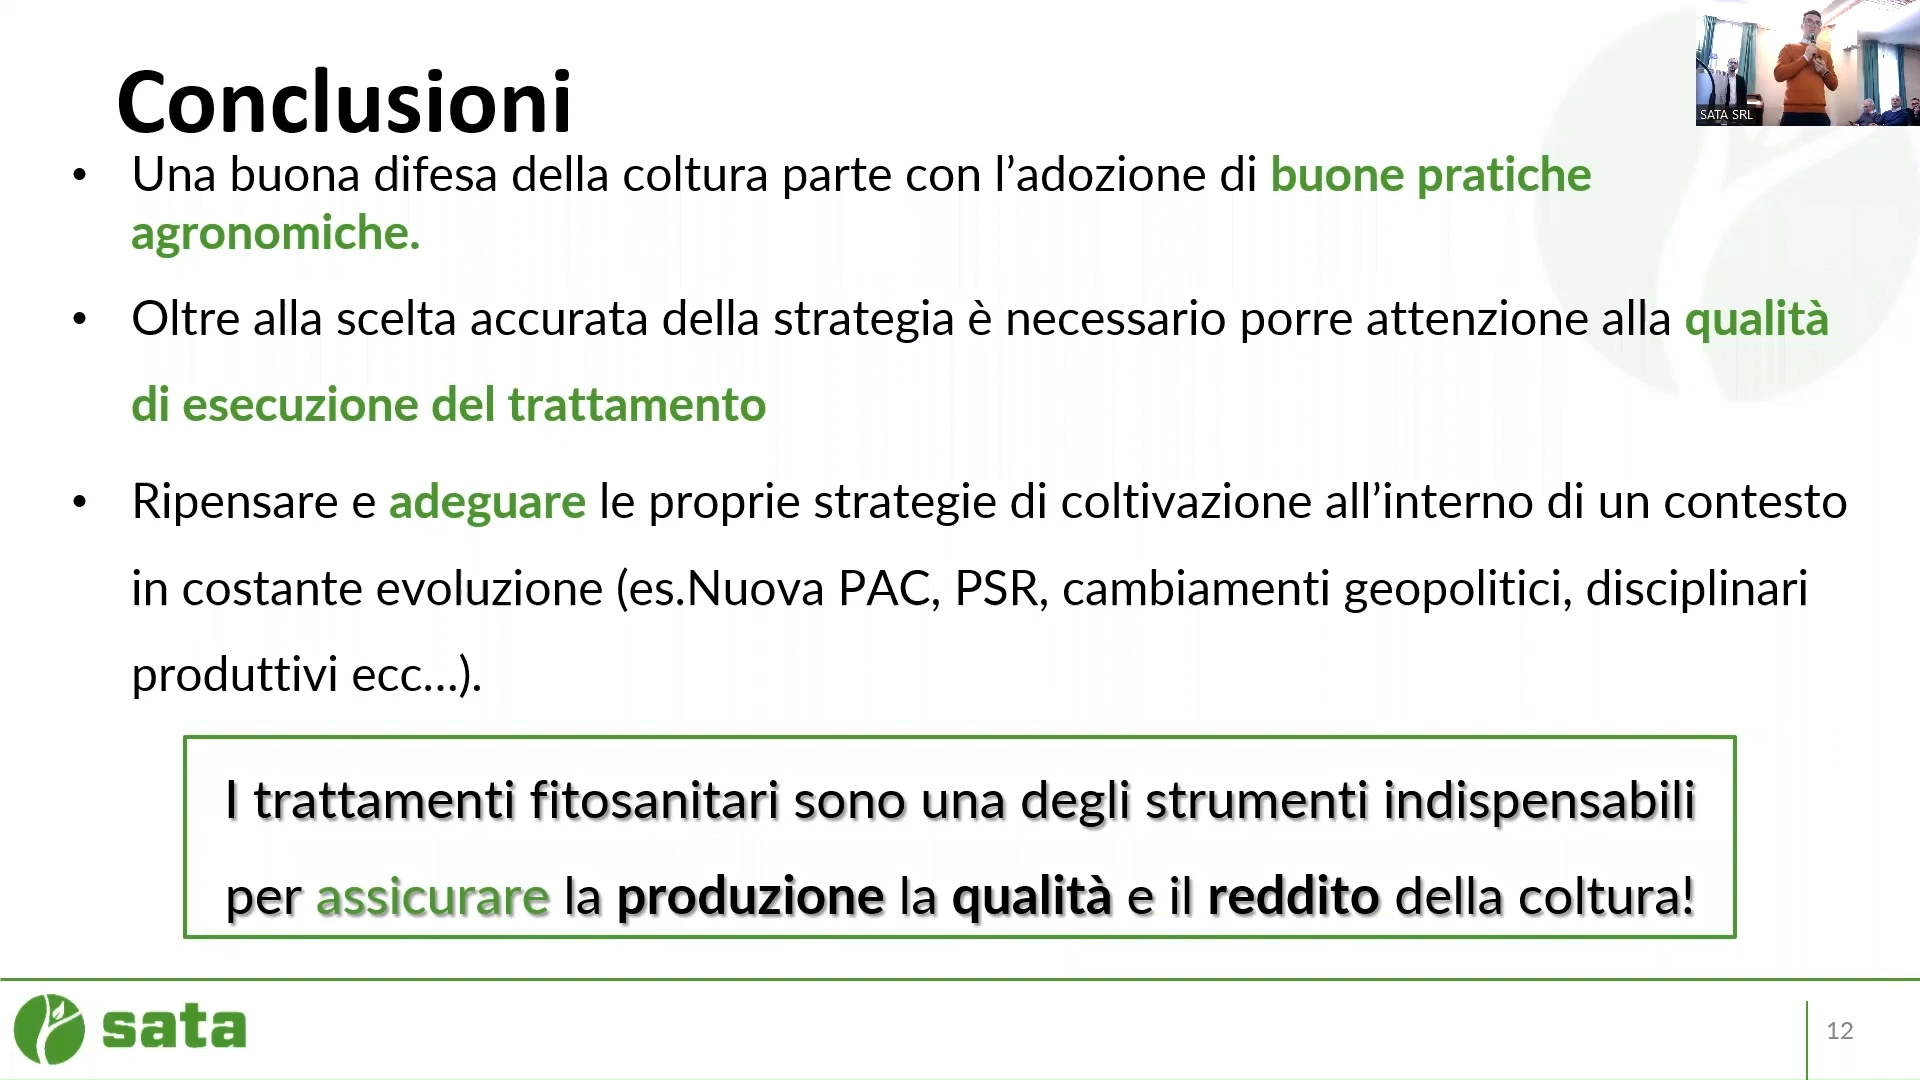 Conclusioni
SATA SRL
• Una buona difesa della coltura parte con l’adozione di buone pratiche
agronomiche.
• Oltre alla scelta accurata della strategia è necessario porre attenzione alla qualità
di esecuzione del trattamento
• Ripensare e adeguare le proprie strategie di coltivazione all’interno di un contesto
in costante evoluzione (es.Nuova PAC, PSR, cambiamenti geopolitici, disciplinari
produttivi ecc…).
I trattamenti fitosanitari sono una degli strumenti indispensabili
per assicurare la produzione la qualità e il reddito della coltura!
sata
12